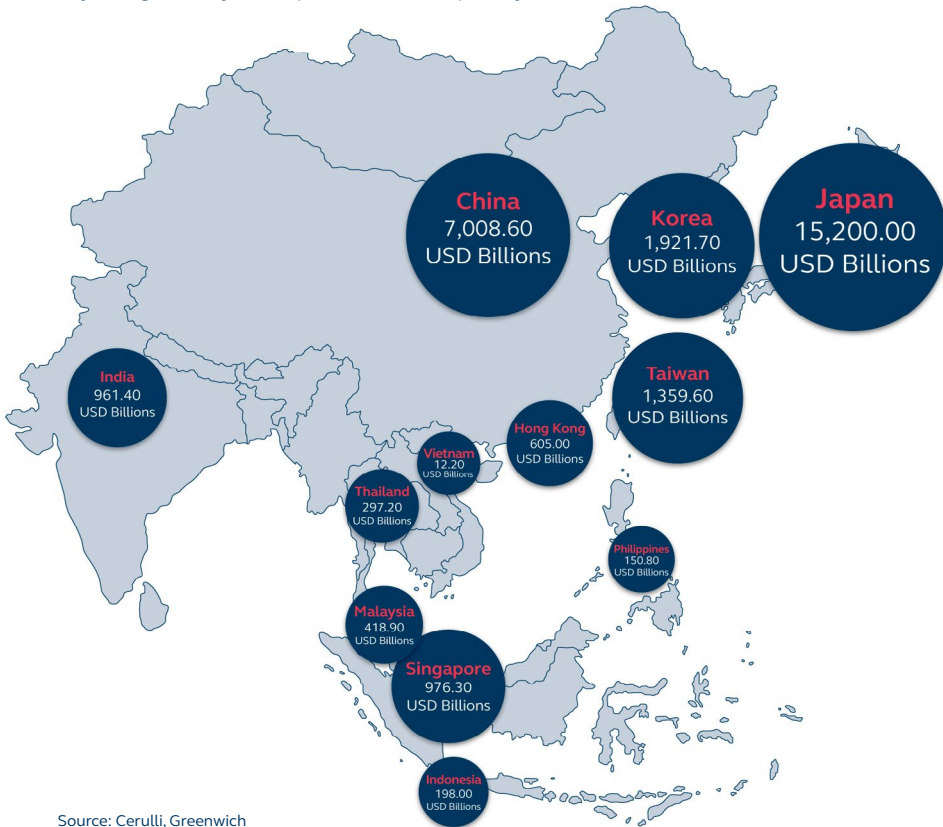 China
7,008.60
USD Billions
Korea
1,921.70
USD Billions
Japan
15,200.00
USD Billions
India
961.40
USD Billions
Taiwan
1,359.60
USD Billions
Hong Kong
605.00
USD Billions
Vietnam
12.20
USD Billions
Thailand
297.20
USD Billions
Philippines
150.80
USD Billions
Malaysia
418.90
USD Billions
Singapore
976.30
USD Billions
Indonesia
198.00
USD Billions
Source: Cerulli, Greenwich